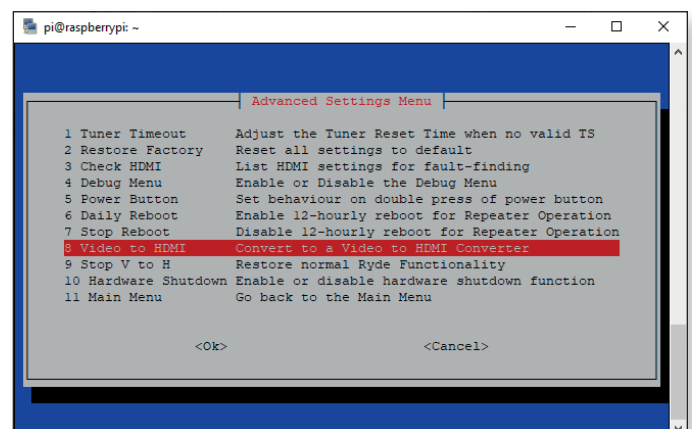 pi@raspberrypi: ~
Advanced Settings Menu
1 Tuner Timeout Adjust the Tuner Reset Time when no valid TS
2 Restore Factory Reset all settings to default
3 Check HDMI List HDMI settings for fault-finding
4 Debug Menu Enable or Disable the Debug Menu
5 Power Button Set behaviour on double press of power button
6 Daily Reboot Enable 12-hourly reboot for Repeater Operation
7 Stop Reboot Disable 12-hourly reboot for Repeater Operation
8 Video to HDMI Convert to a Video to HDMI Converter
9 Stop V to H Restore normal Ryde Functionality
10 Hardware Shutdown Enable or disable hardware shutdown function
11 Main Menu Go back to the Main Menu
<Ok> <Cancel>